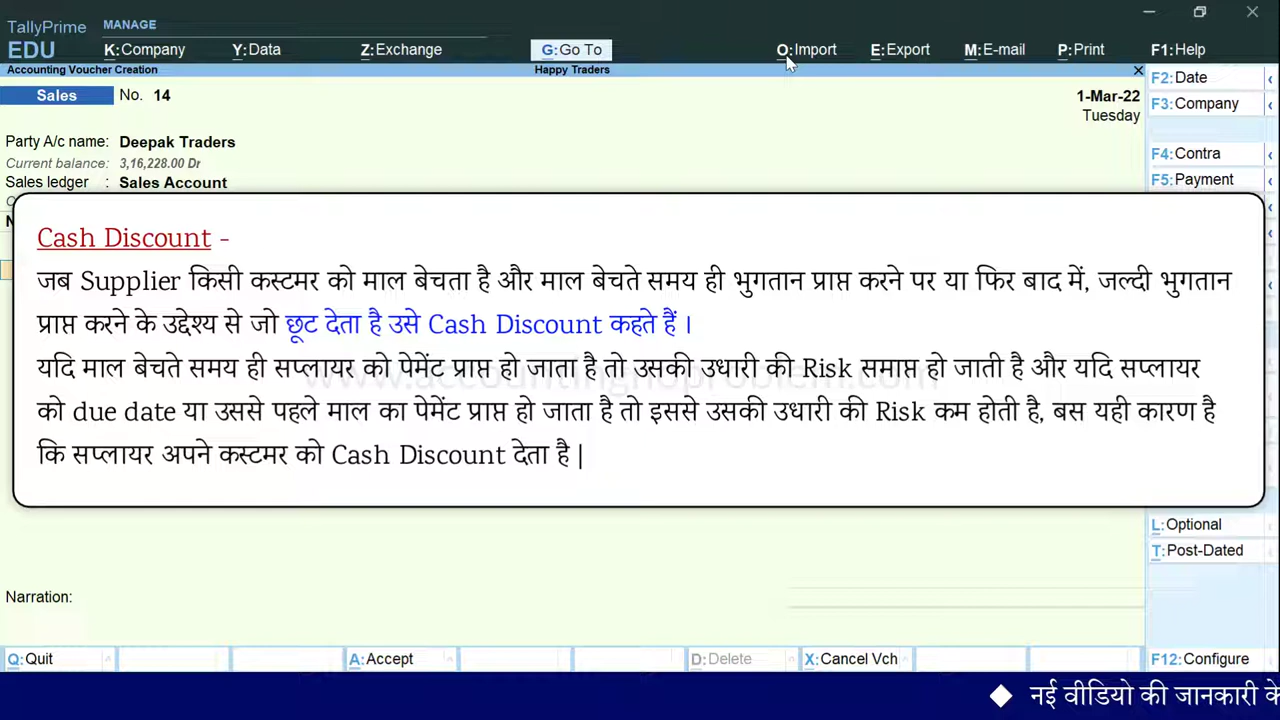 TallyPrime
EDU
MANAGE
K:Company
Y:Data
Z:Exchange
G:Go To
O:Import
E:Export
M:E-mail
P:Print
F1:Help
Accounting Voucher Creation
Happy Traders
Sales No. 14
1-Mar-22
Tuesday
Party A/c name: Deepak Traders
Current balance: 3,16,228.00 Dr
Sales ledger : Sales Account
F2:Date
F3:Company
F4:Contra
F5:Payment
Cash Discount -
जब Supplier किसी कस्टमर को माल बेचता है और माल बेचते समय ही भुगतान प्राप्त करने पर या फिर बाद में, जल्दी भुगतान
प्राप्त करने के उद्देश्य से जो छूट देता है उसे Cash Discount कहते हैं ।
यदि माल बेचते समय ही सप्लायर को पेमेंट प्राप्त हो जाता है तो उसकी उधारी की Risk समाप्त हो जाती है और यदि सप्लायर
को due date या उससे पहले माल का पेमेंट प्राप्त हो जाता है तो इससे उसकी उधारी की Risk कम होती है, बस यही कारण है
कि सप्लायर अपने कस्टमर को Cash Discount देता है |
L:Optional
T:Post-Dated
Narration:
Q:Quit
A:Accept
D:Delete
X:Cancel Vch
F12:Configure
◆ नई वीडियो की जानकारी के